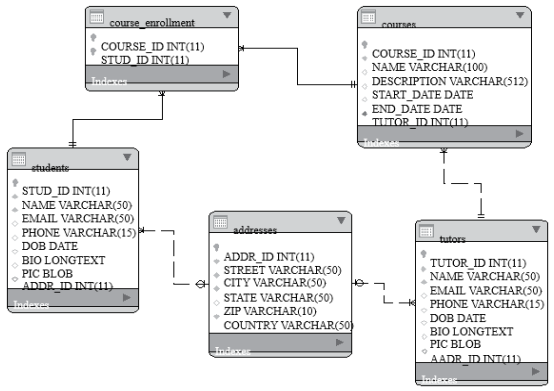 course_enrollment
COURSE_ID INT(11)
STUD_ID INT(11)
Indexes
courses
COURSE_ID INT(11)
NAME VARCHAR(100)
DESCRIPTION VARCHAR(512)
START_DATE DATE
END_DATE DATE
TUTOR_ID INT(11)
Indexes
students
STUD_ID INT(11)
NAME VARCHAR(50)
EMAIL VARCHAR(50)
PHONE VARCHAR(15)
DOB DATE
BIO LONGTEXT
PIC BLOB
ADDR_ID INT(11)
Indexes
addresses
ADDR_ID INT(11)
STREET VARCHAR(50)
CITY VARCHAR(50)
STATE VARCHAR(50)
ZIP VARCHAR(10)
COUNTRY VARCHAR(50)
Indexes
tutors
TUTOR_ID INT(11)
NAME VARCHAR(50)
EMAIL VARCHAR(50)
PHONE VARCHAR(15)
DOB DATE
BIO LONGTEXT
PIC BLOB
AADR_ID INT(11)
Indexes